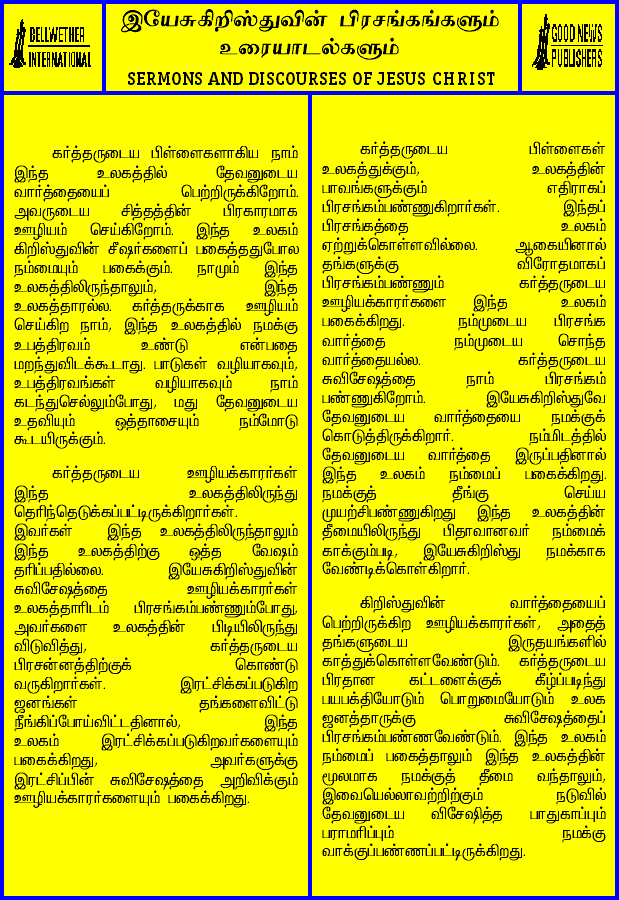 BELLWETHER
INTERNATIONAL
இயேசுகிறிஸ்துவின் பிரசங்கங்களும்
உரையாடல்களும்
SERMONS AND DISCOURSES OF JESUS CHRIST
GOOD NEWS
PUBLISHERS
கர்த்தருடைய பிள்ளைகளாகிய நாம்
இந்த உலகத்தில் தேவனுடைய
வார்த்தையைப் பெற்றிருக்கிறோம்.
அவருடைய சித்தத்தின் பிரகாரமாக
ஊழியம் செய்கிறோம். இந்த உலகம்
கிறிஸ்துவின் சீஷர்களைப் பகைத்ததுபோல
நம்மையும் பகைக்கும். நாமும் இந்த
உலகத்திலிருந்தாலும், இந்த
உலகத்தாரல்ல. கர்த்தருக்காக ஊழியம்
செய்கிற நாம், இந்த உலகத்தில் நமக்கு
உபத்திரவம் உண்டு என்பதை
மறந்துவிடக்கூடாது. பாடுகள் வழியாகவும்,
உபத்திரவங்கள் வழியாகவும் நாம்
கடந்துசெல்லும்போது, மது தேவனுடைய
உதவியும் ஒத்தாசையும் நம்மோடு
கூடயிருக்கும்.
கர்த்தருடைய ஊழியக்காரர்கள்
இந்த உலகத்திலிருந்து
தெரிந்தெடுக்கப்பட்டிருக்கிறார்கள்.
இவர்கள் இந்த உலகத்திலிருந்தாலும்
இந்த உலகத்திற்கு ஒத்த வேஷம்
தரிப்பதில்லை. இயேசுகிறிஸ்துவின்
சுவிசேஷத்தை ஊழியக்காரர்கள்
உலகத்தாரிடம் பிரசங்கம்பண்ணும்போது,
அவர்களை உலகத்தின் பிடியிலிருந்து
விடுவித்து, கர்த்தருடைய
பிரசன்னத்திற்குக் கொண்டு
வருகிறார்கள். இரட்சிக்கப்படுகிற
ஜனங்கள் தங்களைவிட்டு
நீங்கிப்போய்விட்டதினால், இந்த
உலகம் இரட்சிக்கப்படுகிறவர்களையும்
பகைக்கிறது, அவர்களுக்கு
இரட்சிப்பின் சுவிசேஷத்தை அறிவிக்கும்
ஊழியக்காரர்களையும் பகைக்கிறது.
கர்த்தருடைய பிள்ளைகள்
உலகத்துக்கும், உலகத்தின்
பாவங்களுக்கும் எதிராகப்
பிரசங்கம்பண்ணுகிறார்கள். இந்தப்
பிரசங்கத்தை உலகம்
ஏற்றுக்கொள்ளவில்லை. ஆகையினால்
தங்களுக்கு விரோதமாகப்
பிரசங்கம்பண்ணும் கர்த்தருடைய
ஊழியக்காரர்களை இந்த உலகம்
பகைக்கிறது. நம்முடைய பிரசங்க
வார்த்தை நம்முடைய சொந்த
வார்த்தையல்ல. கர்த்தருடைய
சுவிசேஷத்தை நாம் பிரசங்கம்
பண்ணுகிறோம். இயேசுகிறிஸ்துவே
தேவனுடைய வார்த்தையை நமக்குக்
கொடுத்திருக்கிறார். நம்மிடத்தில்
தேவனுடைய வார்த்தை இருப்பதினால்
இந்த உலகம் நம்மைப் பகைக்கிறது.
நமக்குத் தீங்கு செய்ய
முயற்சிபண்ணுகிறது இந்த உலகத்தின்
தீமையிலிருந்து பிதாவானவர் நம்மைக்
காக்கும்படி, இயேசுகிறிஸ்து நமக்காக
வேண்டிக்கொள்கிறார்.
கிறிஸ்துவின் வார்த்தையைப்
பெற்றிருக்கிற ஊழியக்காரர்கள், அதைத்
தங்களுடைய இருதயங்களில்
காத்துக்கொள்ளவேண்டும். கர்த்தருடைய
பிரதான கட்டளைக்குக் கீழ்ப்படிந்து
பயபக்தியோடும் பொறுமையோடும் உலக
ஜனத்தாருக்கு சுவிசேஷத்தைப்
பிரசங்கம்பண்ணவேண்டும். இந்த உலகம்
நம்மைப் பகைத்தாலும் இந்த உலகத்தின்
மூலமாக நமக்குத் தீமை வந்தாலும்,
இவையெல்லாவற்றிற்கும் நடுவில்
தேவனுடைய விசேஷித்த பாதுகாப்பும்
பராமரிப்பும் நமக்கு
வாக்குப்பண்ணப்பட்டிருக்கிறது.